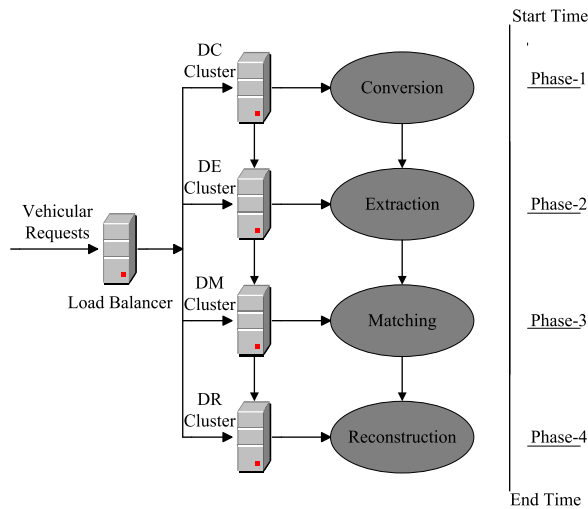 Start Time
DC
Cluster
Conversion
Phase-1
DE
Cluster
Extraction
Phase-2
Vehicular
Requests
Load Balancer
DM
Cluster
Matching
Phase-3
DR
Cluster
Reconstruction
Phase-4
End Time